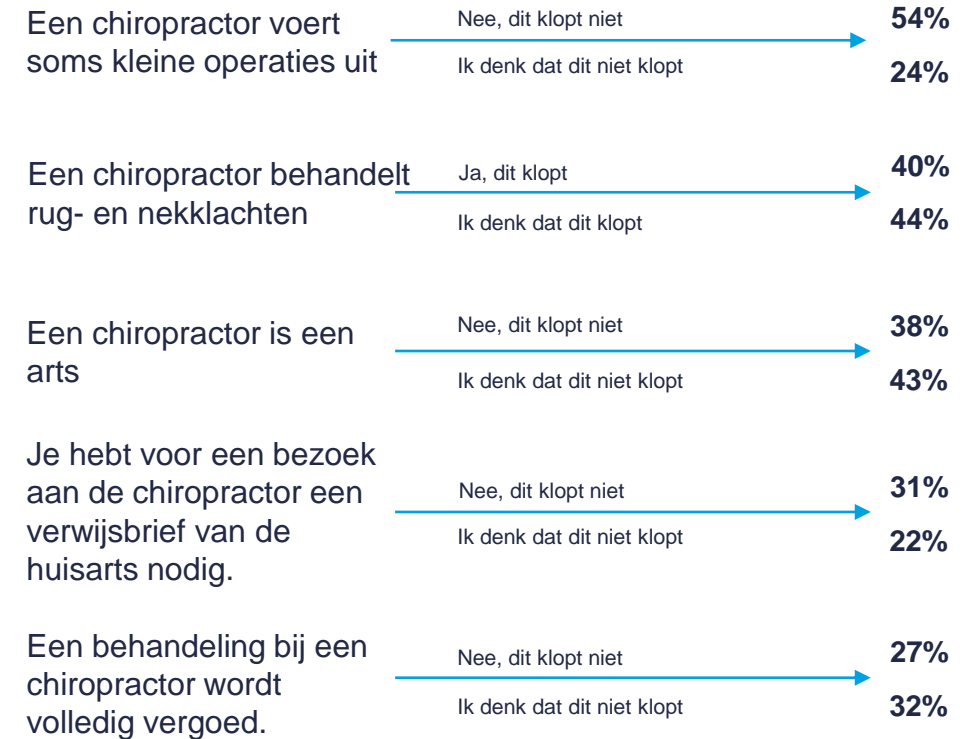 Een chiropractor voert
soms kleine operaties uit
Nee, dit klopt niet
54%
Ik denk dat dit niet klopt
24%
Een chiropractor behandelt
rug- en nekklachten
Ja, dit klopt
40%
Ik denk dat dit klopt
44%
Een chiropractor is een
arts
Nee, dit klopt niet
38%
Ik denk dat dit niet klopt
43%
Je hebt voor een bezoek
aan de chiropractor een
verwijsbrief van de
huisarts nodig.
Nee, dit klopt niet
31%
Ik denk dat dit niet klopt
22%
Een behandeling bij een
chiropractor wordt
volledig vergoed.
Nee, dit klopt niet
27%
Ik denk dat dit niet klopt
32%